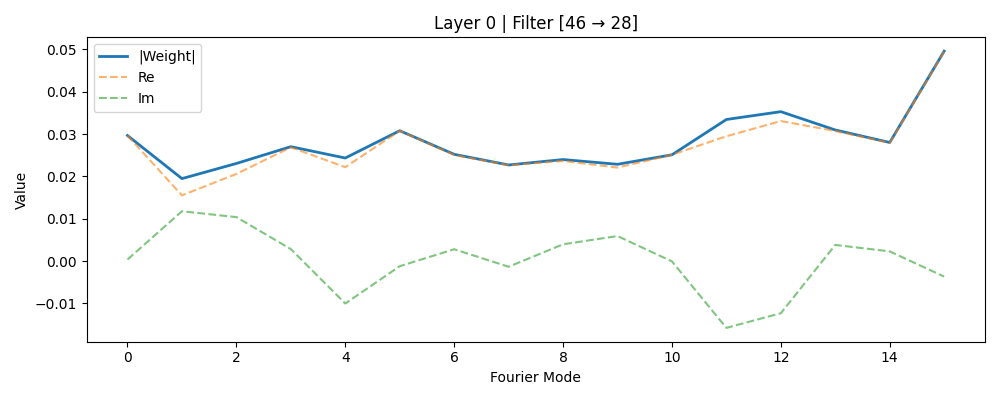 Layer 0 | Filter [46 → 28]
|Weight|
Re
Im
0.05
0.04
0.03
0.02
0.01
0.00
−0.01
Value
0 2 4 6 8 10 12 14
Fourier Mode